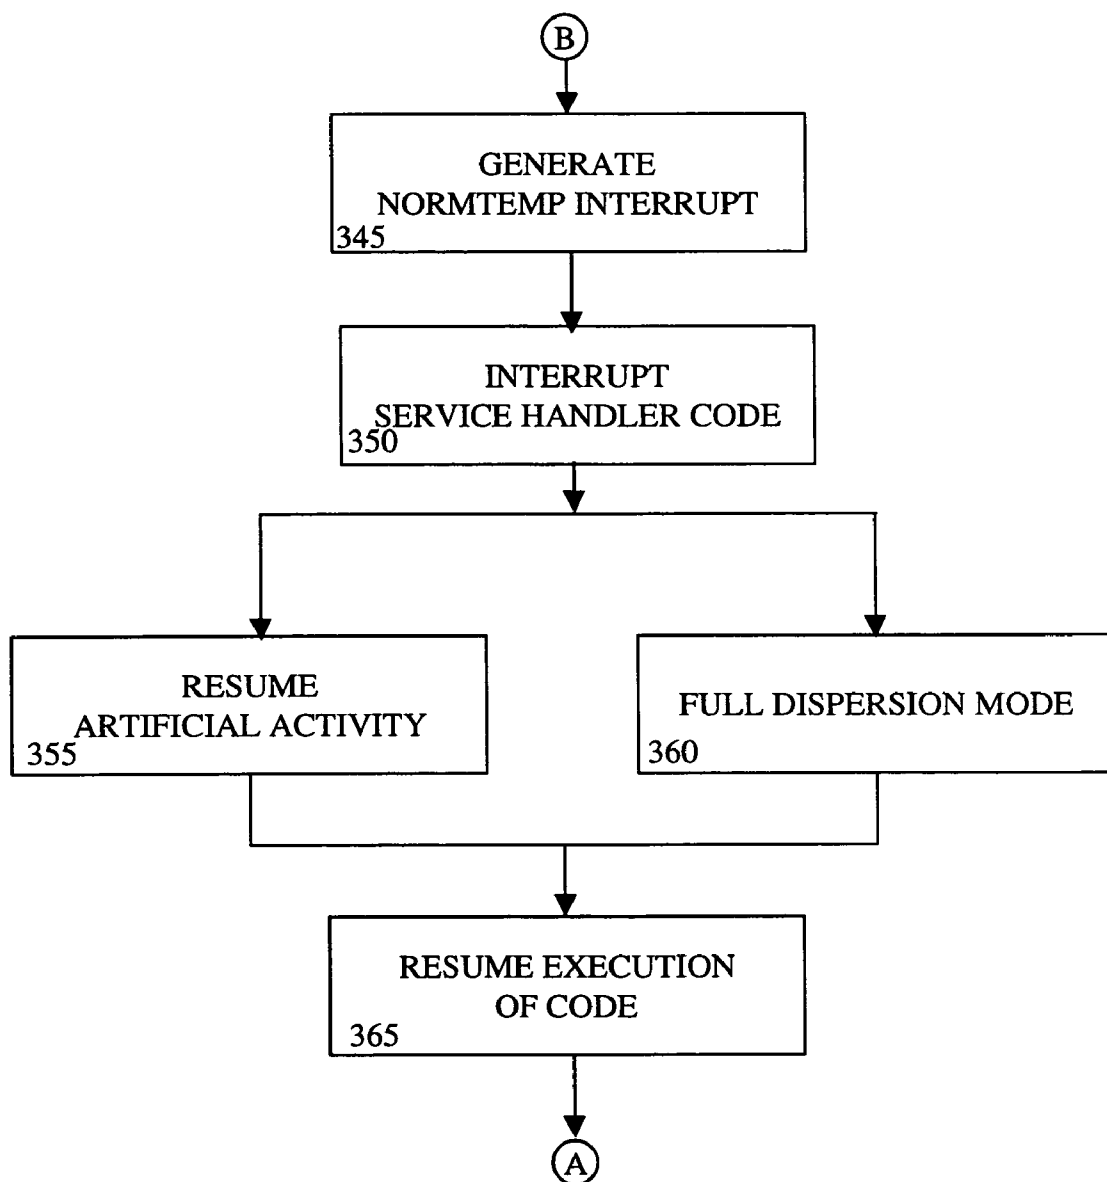 B
GENERATE
NORMTEMP INTERRUPT
345
INTERRUPT
SERVICE HANDLER CODE
350
RESUME
ARTIFICIAL ACTIVITY
355
FULL DISPERSION MODE
360
RESUME EXECUTION
OF CODE
365
A